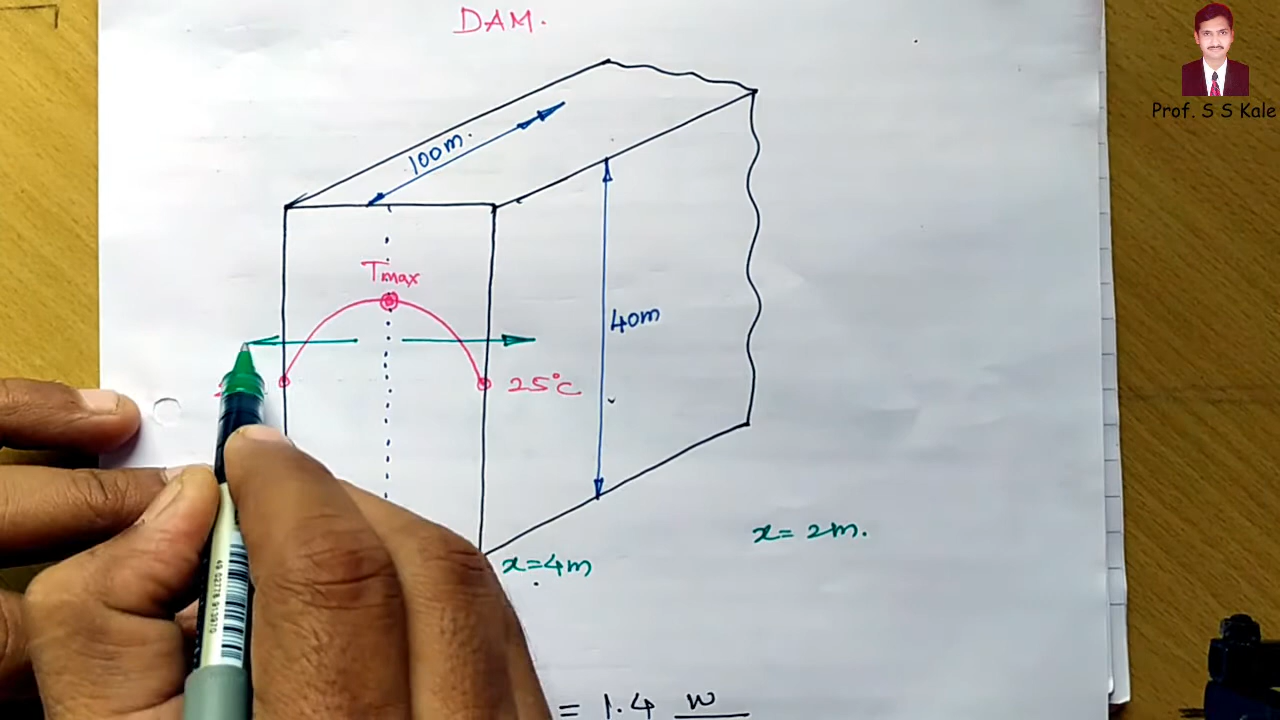 DAM.
Prof. S S Kale
100m.
Tmax
40m
25°C
x=2m.
x=4m
= 1.4 W